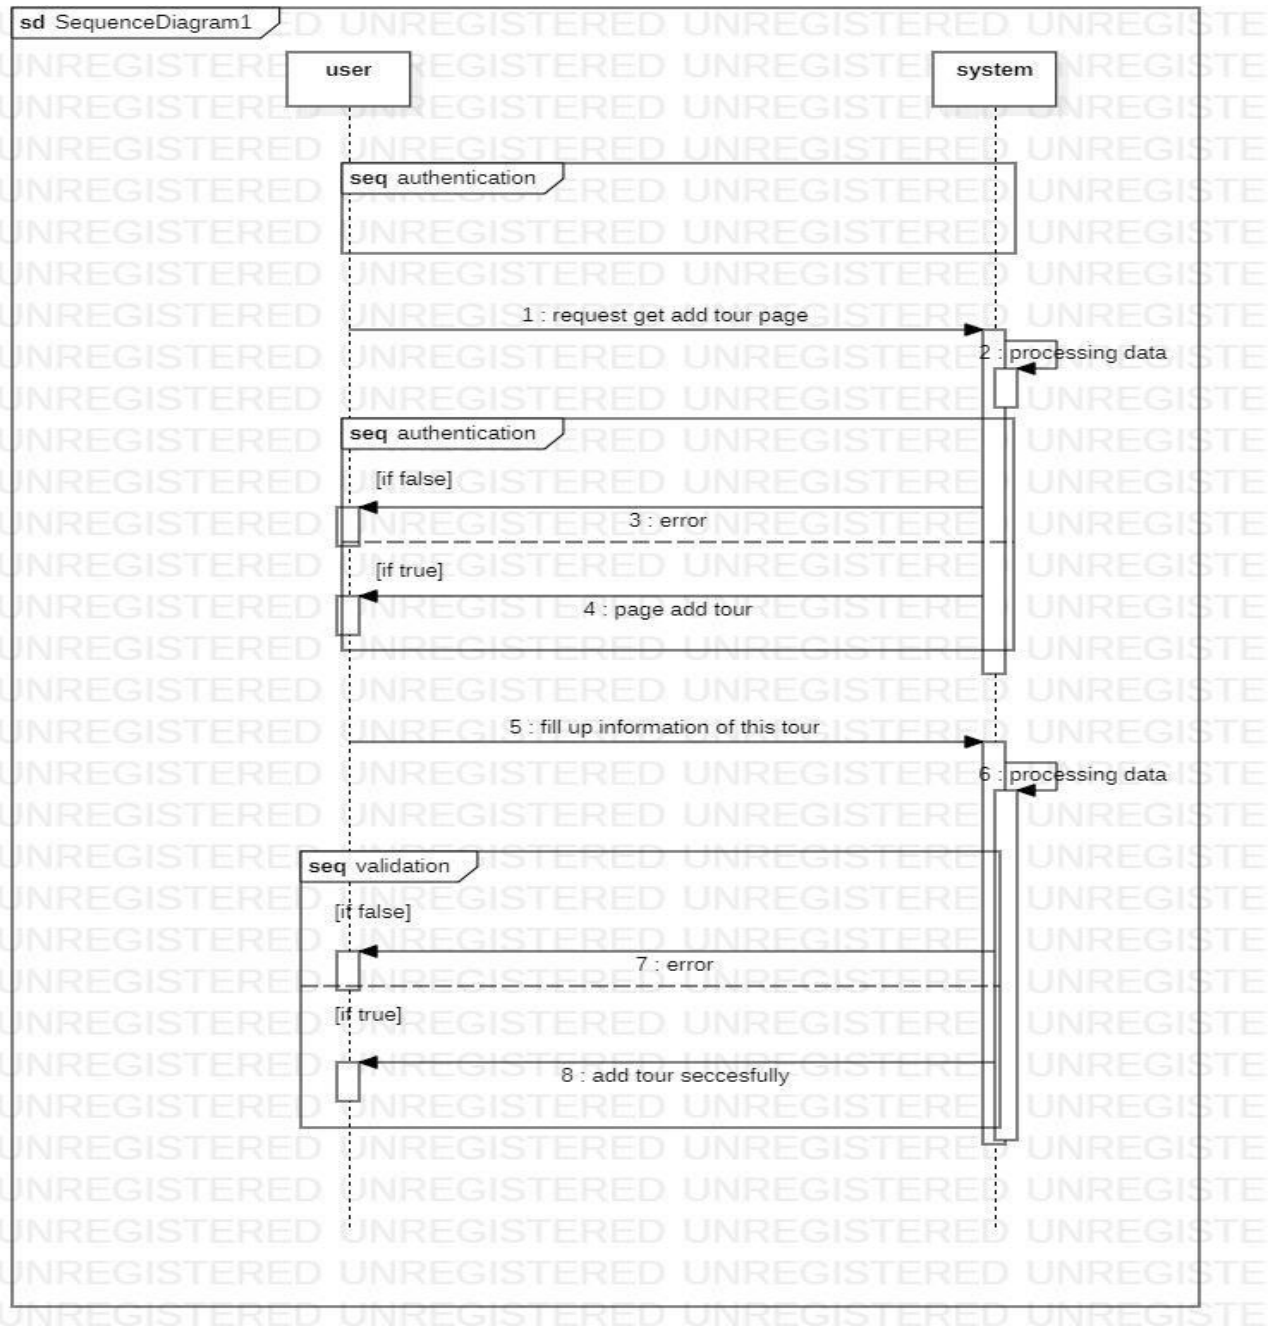 sd SequenceDiagram1
user
system
seq authentication
1 : request get add tour page
2 : processing data
seq authentication
[if false]
3 : error
[if true]
4 : page add tour
5 : fill up information of this tour
6 : processing data
seq validation
[if false]
7 : error
[if true]
8 : add tour seccesfully
UNREGISTERED